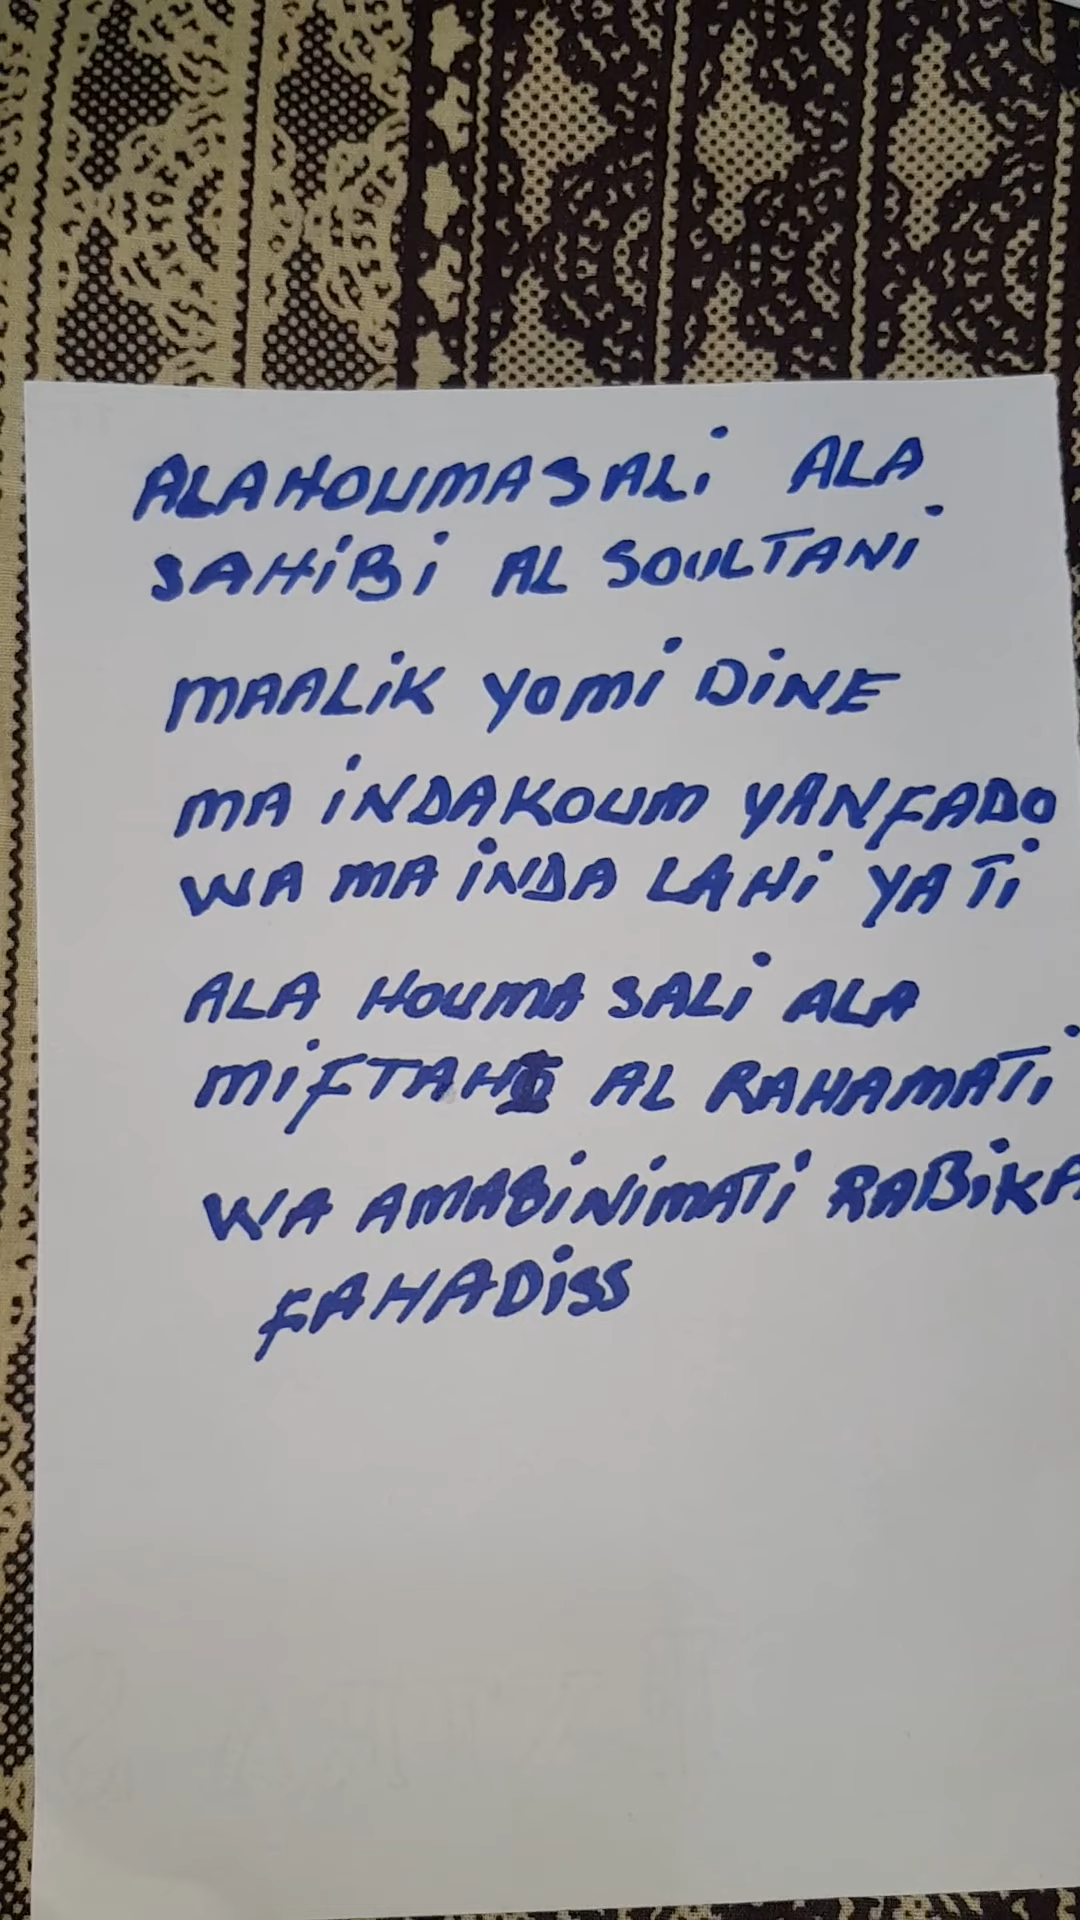 ALAHOUMASALi ALA
SAHiBi AL SOULTANi
MAALiK YOMi DiNE
MA iNDAKOUM YANFADO
WA MA iNDA LAHi YATi
ALA HOUMA SALi ALA
MiFTAHI AL RAHAMATi
WA AMABiNiMATi RABiKA
FAHADiSS